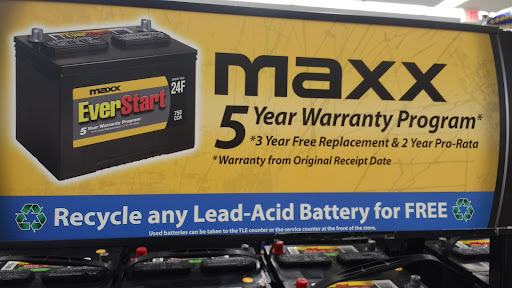 maxx
EverStart
5 Year Warranty Program
24F
750
CCA
maxx
5 Year Warranty Program*
*3 Year Free Replacement & 2 Year Pro-Rata
*Warranty from Original Receipt Date
Recycle any Lead-Acid Battery for FREE
Used batteries can be taken to the TLE counter or the service counter at the front of the store.